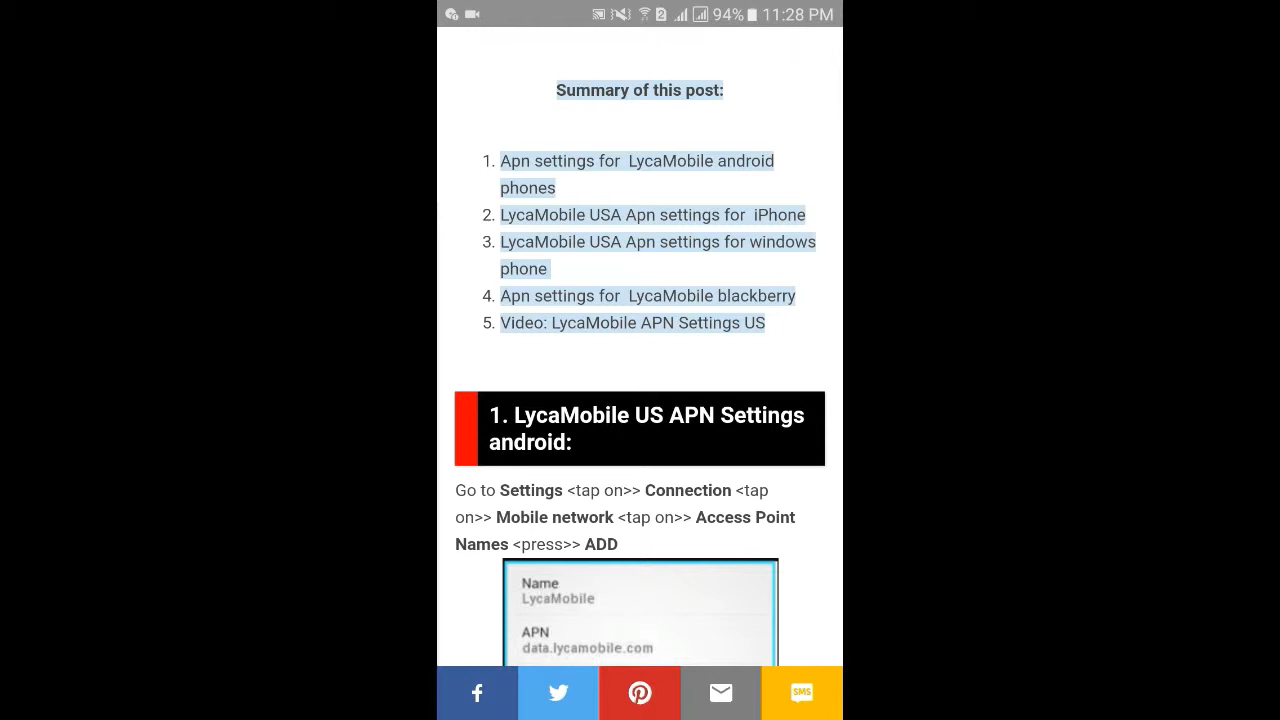 94% 11:28 PM
Summary of this post:
1. Apn settings for LycaMobile android
phones
2. LycaMobile USA Apn settings for iPhone
3. LycaMobile USA Apn settings for windows
phone
4. Apn settings for LycaMobile blackberry
5. Video: LycaMobile APN Settings US
1. LycaMobile US APN Settings
android:
Go to Settings <tap on>> Connection <tap
on>> Mobile network <tap on>> Access Point
Names <press>> ADD
Name
LycaMobile
APN
data.lycamobile.com
SMS